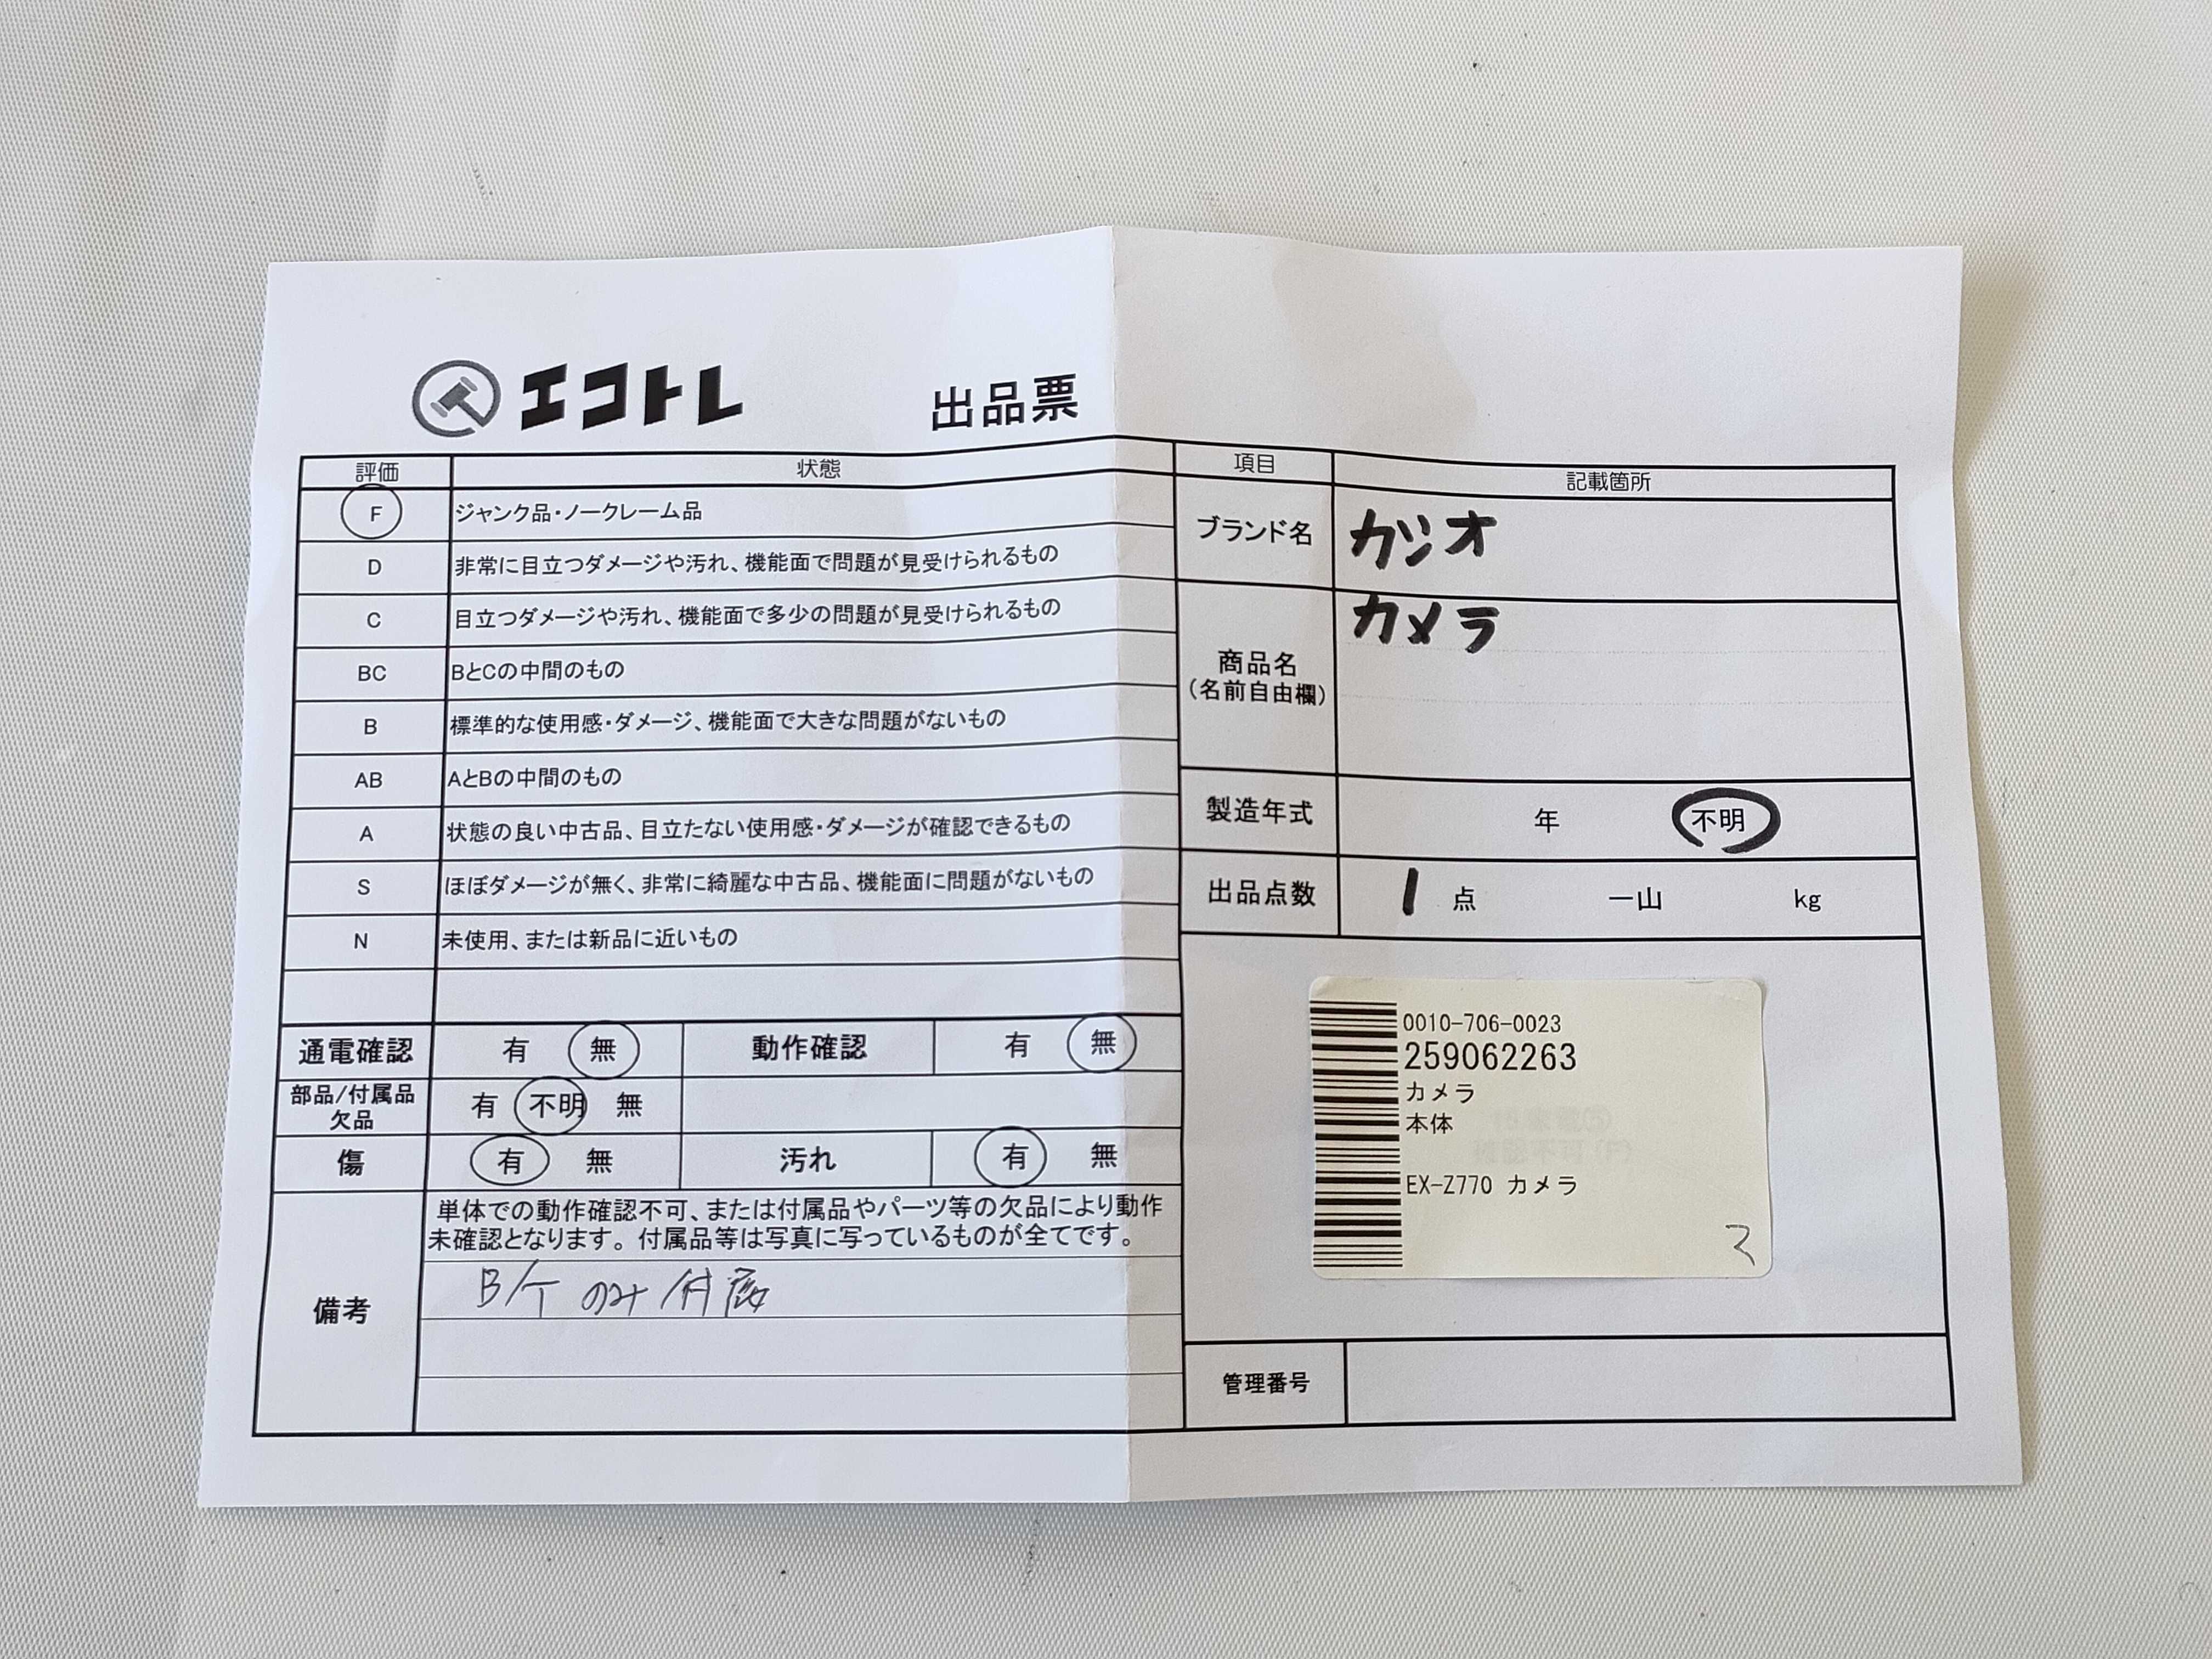 エコトレ 出品票
評価 状態
F ジャンク品・ノークレーム品
D 非常に目立つダメージや汚れ、機能面で問題が見受けられるもの
C 目立つダメージや汚れ、機能面で多少の問題が見受けられるもの
BC BとCの中間のもの
B 標準的な使用感・ダメージ、機能面で大きな問題がないもの
AB AとBの中間のもの
A 状態の良い中古品、目立たない使用感・ダメージが確認できるもの
S ほぼダメージが無く、非常に綺麗な中古品、機能面に問題がないもの
N 未使用、または新品に近いもの
通電確認 有 無 動作確認 有 無
部品/付属品
欠品
有 不明 無
傷 有 無 汚れ 有 無
備考
単体での動作確認不可、または付属品やパーツ等の欠品により動作
未確認となります。付属品等は写真に写っているものが全てです。
B/T のみ付属
項目 記載箇所
ブランド名 カシオ
商品名
(名前自由欄)
カメラ
製造年式 年 不明
出品点数 1 点 一山 kg
0010-706-0023
259062263
カメラ
本体
EX-Z770 カメラ
管理番号